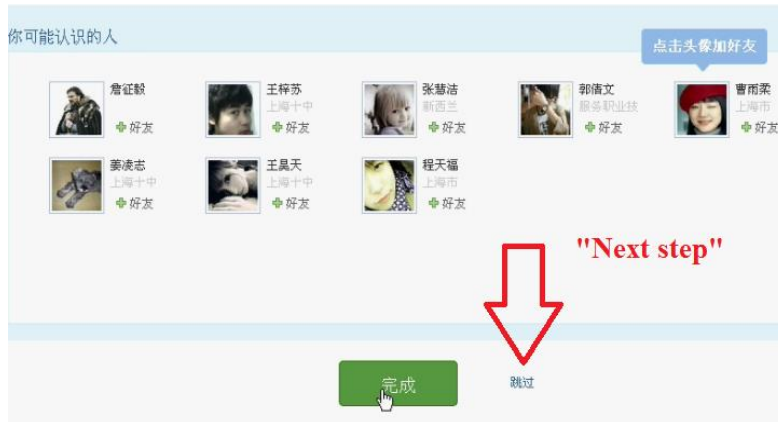 你可能认识的人
点击头像加好友
詹征毅
好友
王梓苏
上海十中
好友
张慧洁
新西兰
好友
郭倩文
服务职业技
好友
曹雨柔
上海市
好友
姜凌志
上海十中
好友
王昊天
上海十中
好友
程天福
上海市
好友
"Next step"
完成
跳过